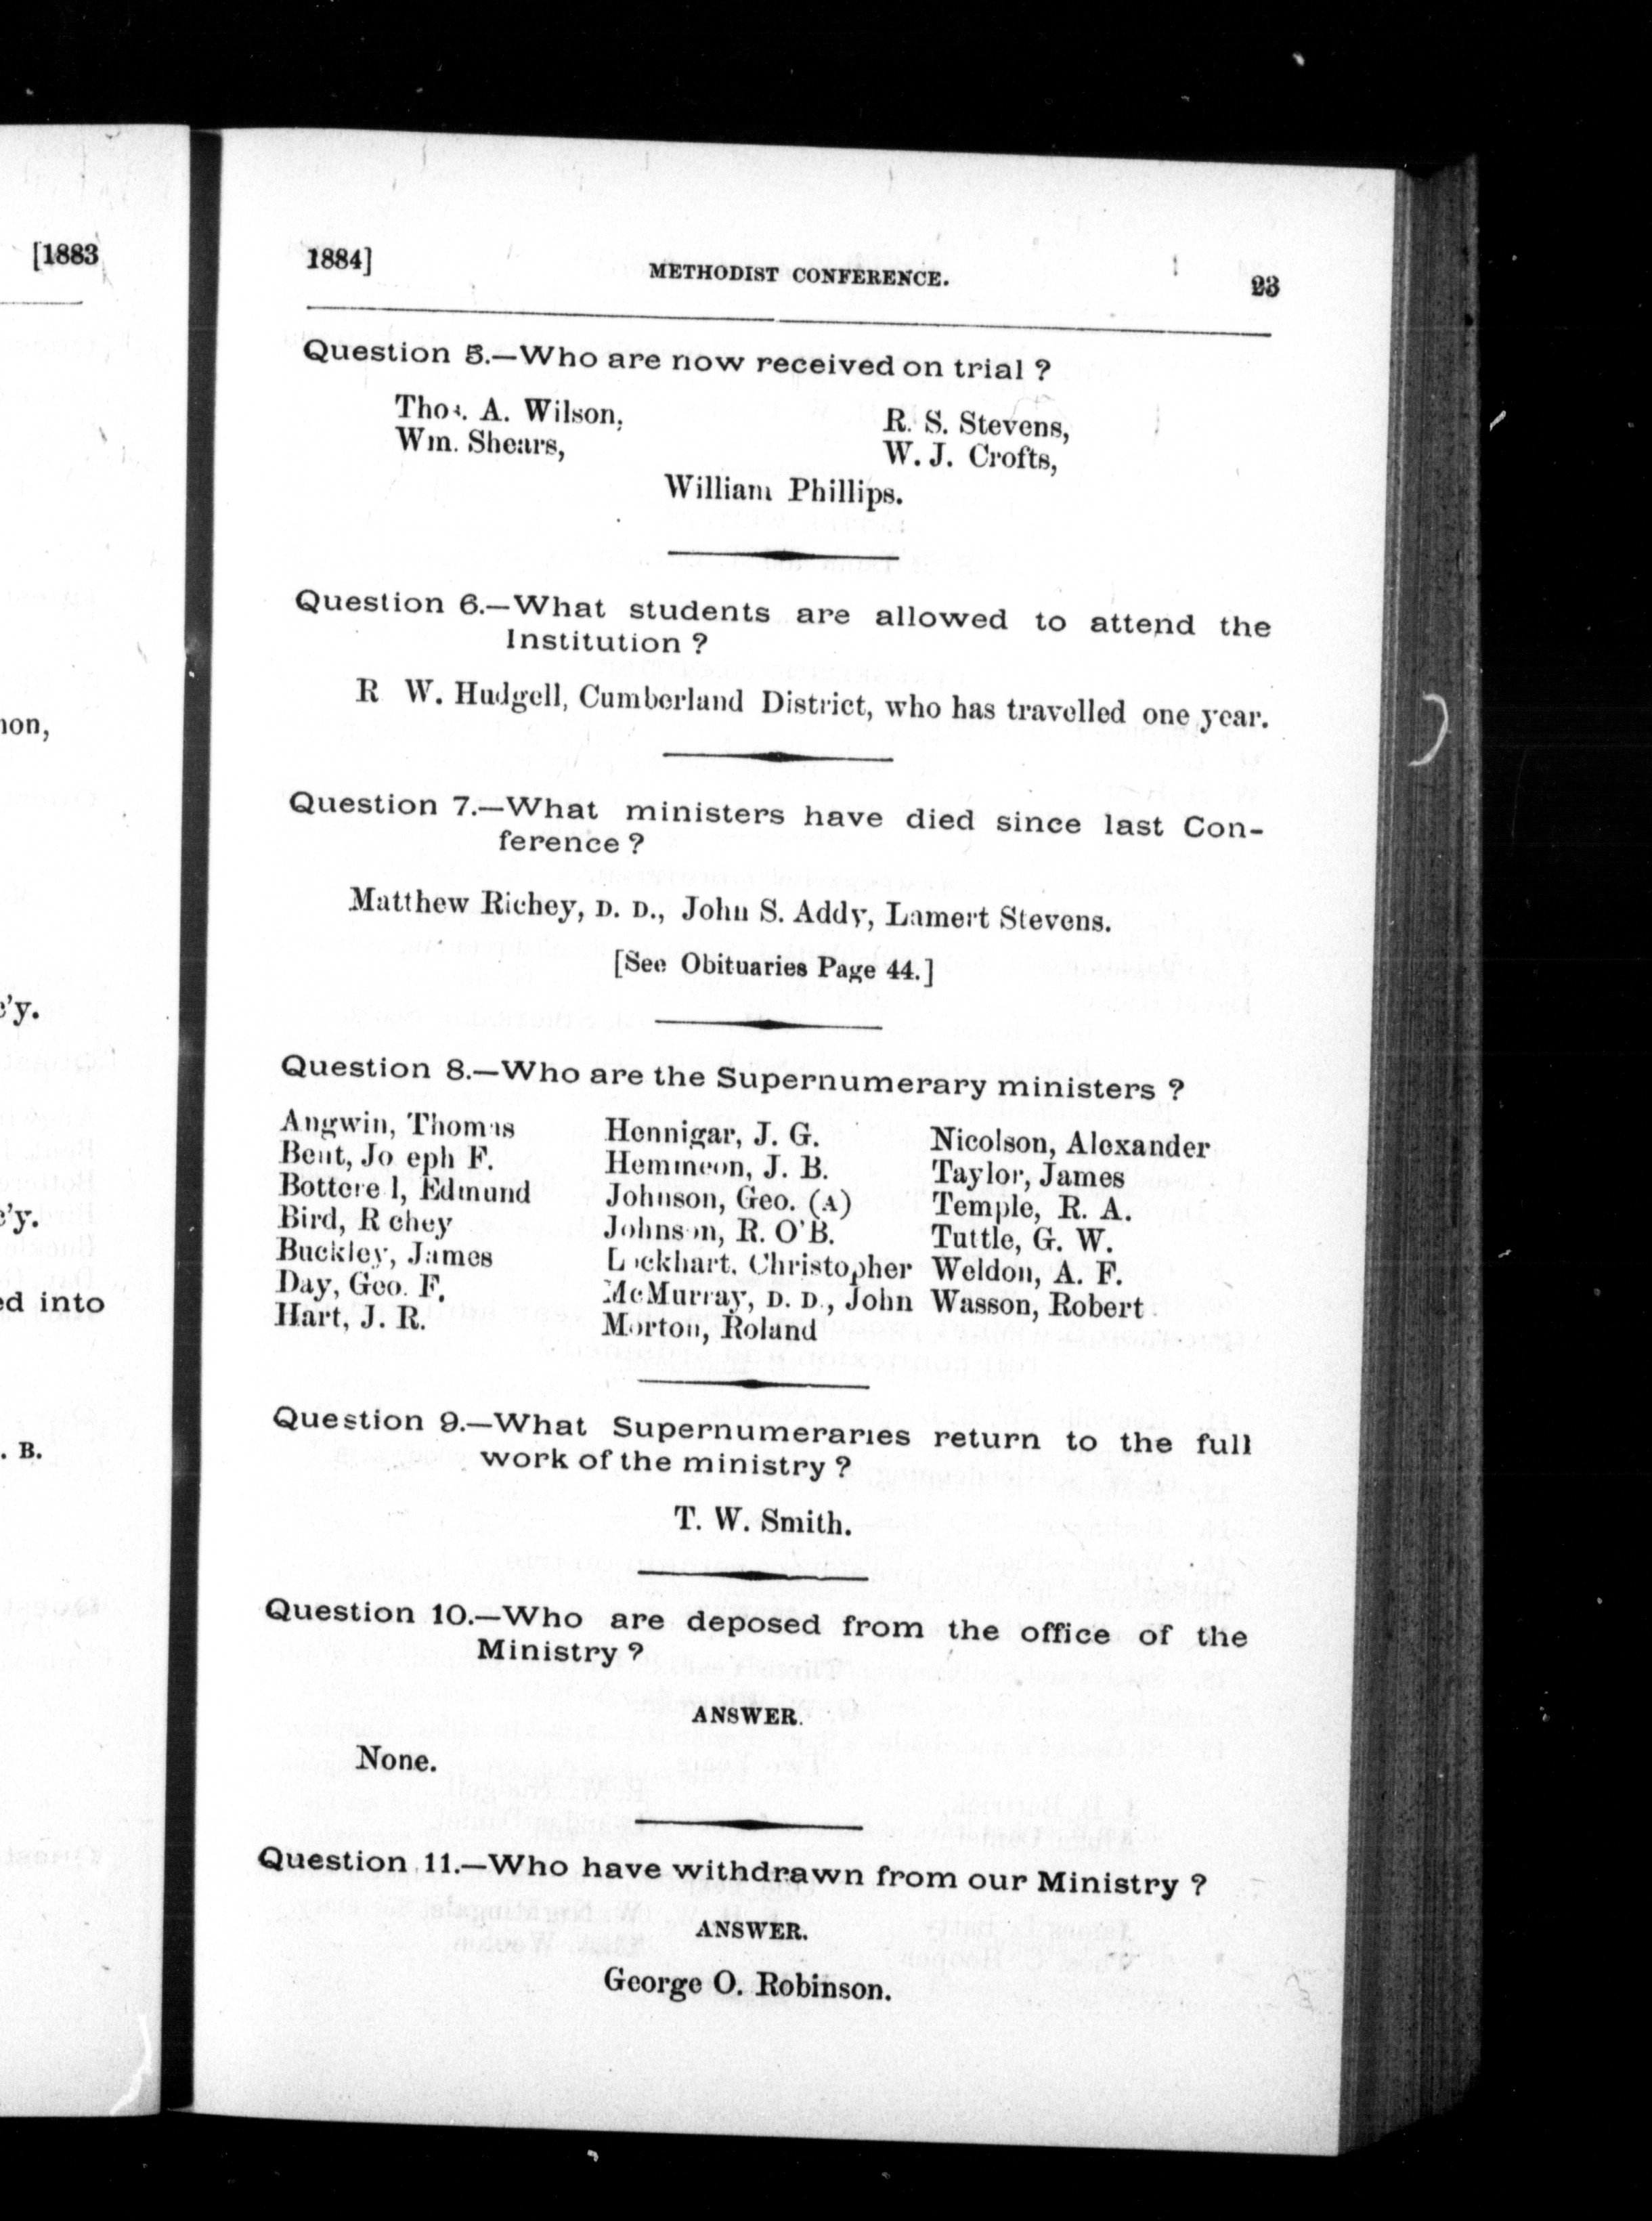 [1883
non,
e'y.
e'y.
ed into
. B.
1884] METHODIST CONFERENCE. 23
Question 5.—Who are now received on trial ?
Thos. A. Wilson, R. S. Stevens,
Wm. Shears, W. J. Crofts,
William Phillips.
Question 6.—What students are allowed to attend the
Institution ?
R W. Hudgell, Cumberland District, who has travelled one year.
Question 7.—What ministers have died since last Con-
ference ?
Matthew Richey, D. D., John S. Addy, Lamert Stevens.
[See Obituaries Page 44.]
Question 8.—Who are the Supernumerary ministers ?
Angwin, Thomas Hennigar, J. G. Nicolson, Alexander
Bent, Jo eph F. Hemmeon, J. B. Taylor, James
Bottere l, Edmund Johnson, Geo. (A) Temple, R. A.
Bird, R chey Johnson, R. O'B. Tuttle, G. W.
Buckley, James Lockhart, Christopher Weldon, A. F.
Day, Geo. F. McMurray, D. D., John Wasson, Robert
Hart, J. R. Morton, Roland
Question 9.—What Supernumeraries return to the full
work of the ministry ?
T. W. Smith.
Question 10.—Who are deposed from the office of the
Ministry ?
ANSWER.
None.
Question 11.—Who have withdrawn from our Ministry ?
ANSWER.
George O. Robinson.